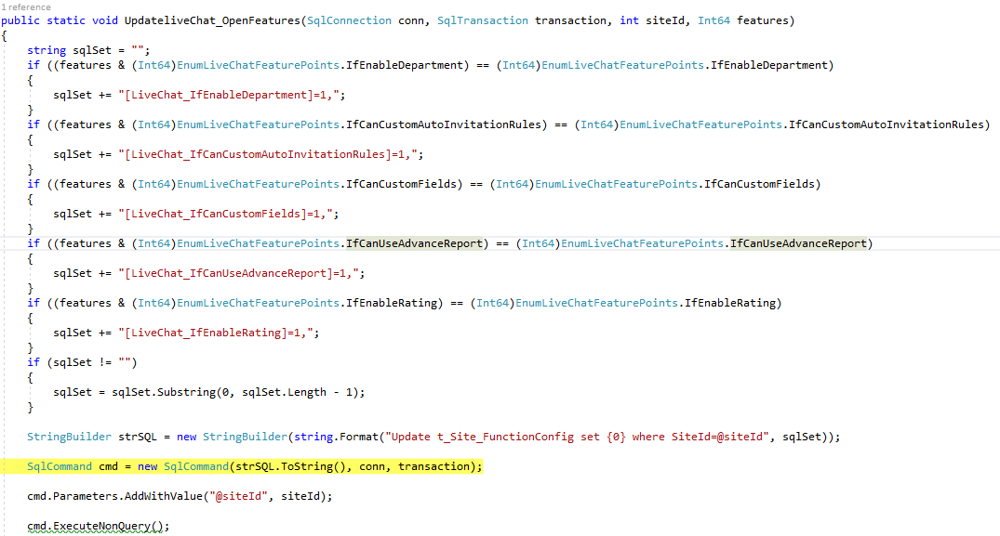 1 reference
public static void UpdateliveChat_OpenFeatures(SqlConnection conn, SqlTransaction transaction, int siteId, Int64 features)
{
    string sqlSet = "";
    if ((features & (Int64)EnumLiveChatFeaturePoints.IfEnableDepartment) == (Int64)EnumLiveChatFeaturePoints.IfEnableDepartment)
    {
        sqlSet += "[LiveChat_IfEnableDepartment]=1,";
    }
    if ((features & (Int64)EnumLiveChatFeaturePoints.IfCanCustomAutoInvitationRules) == (Int64)EnumLiveChatFeaturePoints.IfCanCustomAutoInvitationRules)
    {
        sqlSet += "[LiveChat_IfCanCustomAutoInvitationRules]=1,";
    }
    if ((features & (Int64)EnumLiveChatFeaturePoints.IfCanCustomFields) == (Int64)EnumLiveChatFeaturePoints.IfCanCustomFields)
    {
        sqlSet += "[LiveChat_IfCanCustomFields]=1,";
    }
    if ((features & (Int64)EnumLiveChatFeaturePoints.IfCanUseAdvanceReport) == (Int64)EnumLiveChatFeaturePoints.IfCanUseAdvanceReport)
    {
        sqlSet += "[LiveChat_IfCanUseAdvanceReport]=1,";
    }
    if ((features & (Int64)EnumLiveChatFeaturePoints.IfEnableRating) == (Int64)EnumLiveChatFeaturePoints.IfEnableRating)
    {
        sqlSet += "[LiveChat_IfEnableRating]=1,";
    }
    if (sqlSet != "")
    {
        sqlSet = sqlSet.Substring(0, sqlSet.Length - 1);
    }
    StringBuilder strSQL = new StringBuilder(string.Format("Update t_Site_FunctionConfig set {0} where SiteId=@siteId", sqlSet));
    SqlCommand cmd = new SqlCommand(strSQL.ToString(), conn, transaction);
    cmd.Parameters.AddWithValue("@siteId", siteId);
    cmd.ExecuteNonQuery();